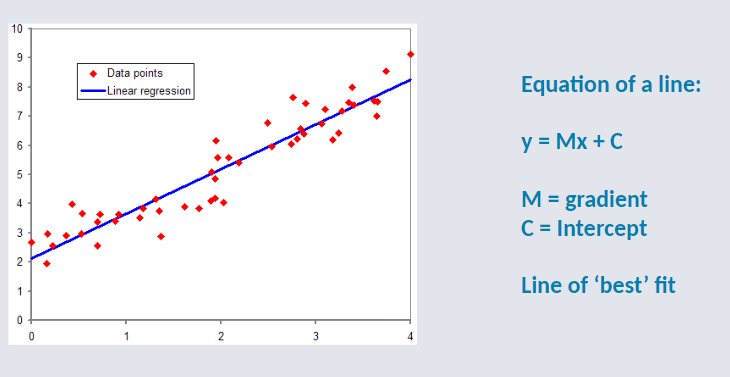 10
9
8
7
6
5
4
3
2
1
0
0 1 2 3 4
Data points
Linear regression
Equation of a line:
y = Mx + C
M = gradient
C = Intercept
Line of ‘best’ fit